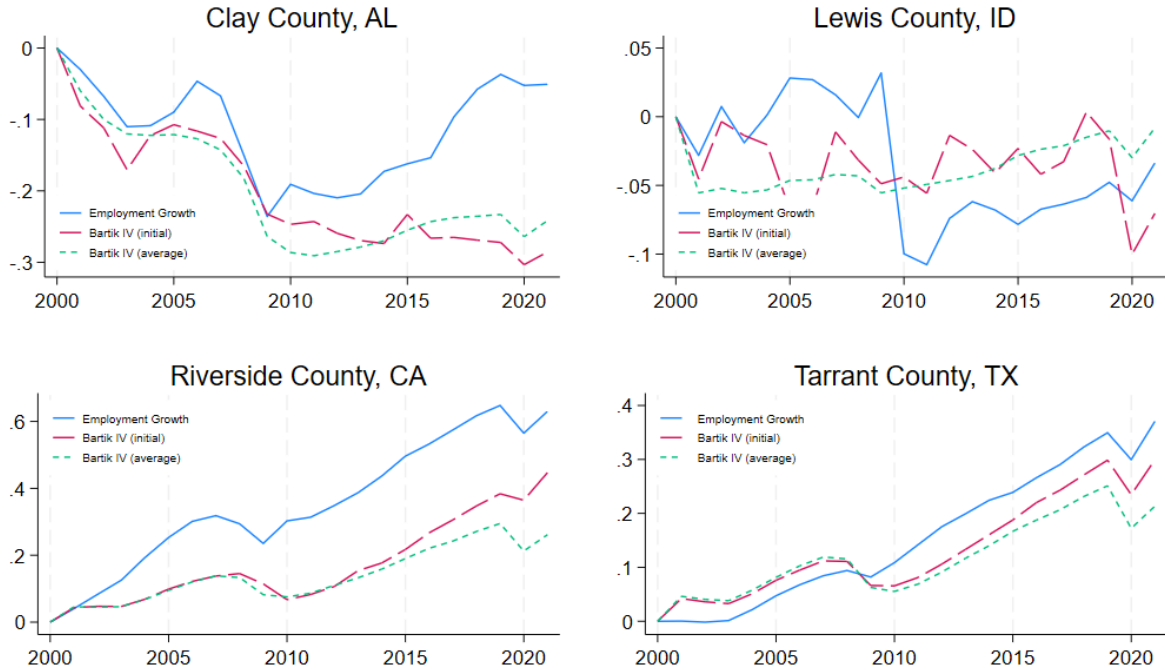 Clay County, AL
0
-.1
-.2
-.3
Employment Growth
Bartik IV (initial)
Bartik IV (average)
2000 2005 2010 2015 2020
Lewis County, ID
.05
0
-.05
-.1
Employment Growth
Bartik IV (initial)
Bartik IV (average)
2000 2005 2010 2015 2020
Riverside County, CA
.6
.4
.2
0
Employment Growth
Bartik IV (initial)
Bartik IV (average)
2000 2005 2010 2015 2020
Tarrant County, TX
.4
.3
.2
.1
0
Employment Growth
Bartik IV (initial)
Bartik IV (average)
2000 2005 2010 2015 2020